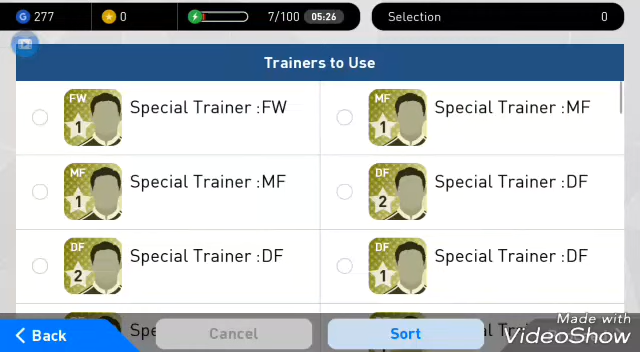 G 277
0
7/100
05:26
Selection 0
Trainers to Use
FW
1
Special Trainer :FW
MF
1
Special Trainer :MF
MF
1
Special Trainer :MF
DF
2
Special Trainer :DF
DF
2
Special Trainer :DF
DF
1
Special Trainer :DF
Spe
Back
Cancel
Sort
Made with
VideoShow